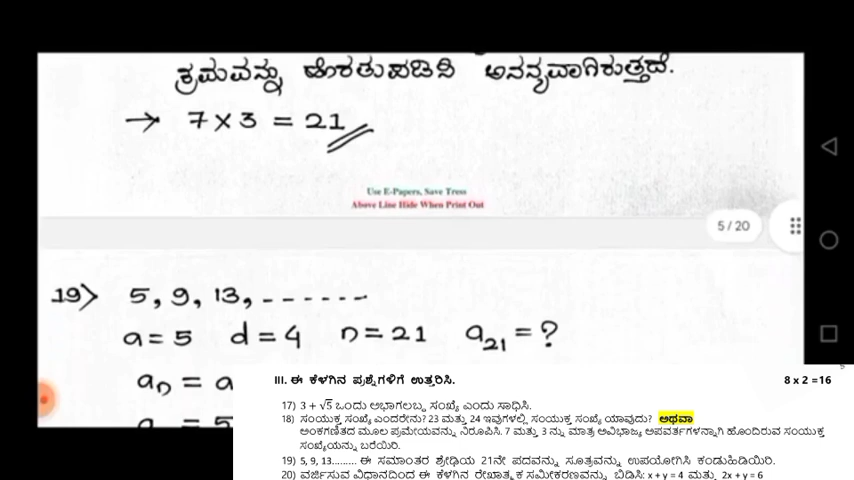 ಕ್ರಮವನ್ನು ಹೊರತುಪಡಿಸಿ ಅನನ್ಯವಾಗಿರುತ್ತದೆ.
→ 7 x 3 = 21
Use E-Papers, Save Tress
Above Line Hide When Print Out
5 / 20
19> 5, 9, 13, - - - - - -
a = 5 d = 4 n = 21 a₂₁ = ?
aₙ = a
III. ಈ ಕೆಳಗಿನ ಪ್ರಶ್ನೆಗಳಿಗೆ ಉತ್ತರಿಸಿ. 8 x 2 =16
17) 3 + √5 ಒಂದು ಅಭಾಗಲಬ್ಧ ಸಂಖ್ಯೆ ಎಂದು ಸಾಧಿಸಿ.
18) ಸಂಯುಕ್ತ ಸಂಖ್ಯೆ ಎಂದರೇನು? 23 ಮತ್ತು 24 ಇವುಗಳಲ್ಲಿ ಸಂಯುಕ್ತ ಸಂಖ್ಯೆ ಯಾವುದು? ಅಥವಾ
ಅಂಕಗಣಿತದ ಮೂಲ ಪ್ರಮೇಯವನ್ನು ನಿರೂಪಿಸಿ. 7 ಮತ್ತು 3 ನ್ನು ಮಾತ್ರ ಅವಿಭಾಜ್ಯ ಅಪವರ್ತಗಳನ್ನಾಗಿ ಹೊಂದಿರುವ ಸಂಯುಕ್ತ
ಸಂಖ್ಯೆಯನ್ನು ಬರೆಯಿರಿ.
19) 5, 9, 13......... ಈ ಸಮಾಂತರ ಶ್ರೇಢಿಯ 21ನೇ ಪದವನ್ನು ಸೂತ್ರವನ್ನು ಉಪಯೋಗಿಸಿ ಕಂಡುಹಿಡಿಯಿರಿ.
20) ವರ್ಜಿಸುವ ವಿಧಾನದಿಂದ ಈ ಕೆಳಗಿನ ರೇಖಾತ್ಮಕ ಸಮೀಕರಣವನ್ನು ಬಿಡಿಸಿ: x + y = 4 ಮತ್ತು 2x + y = 6